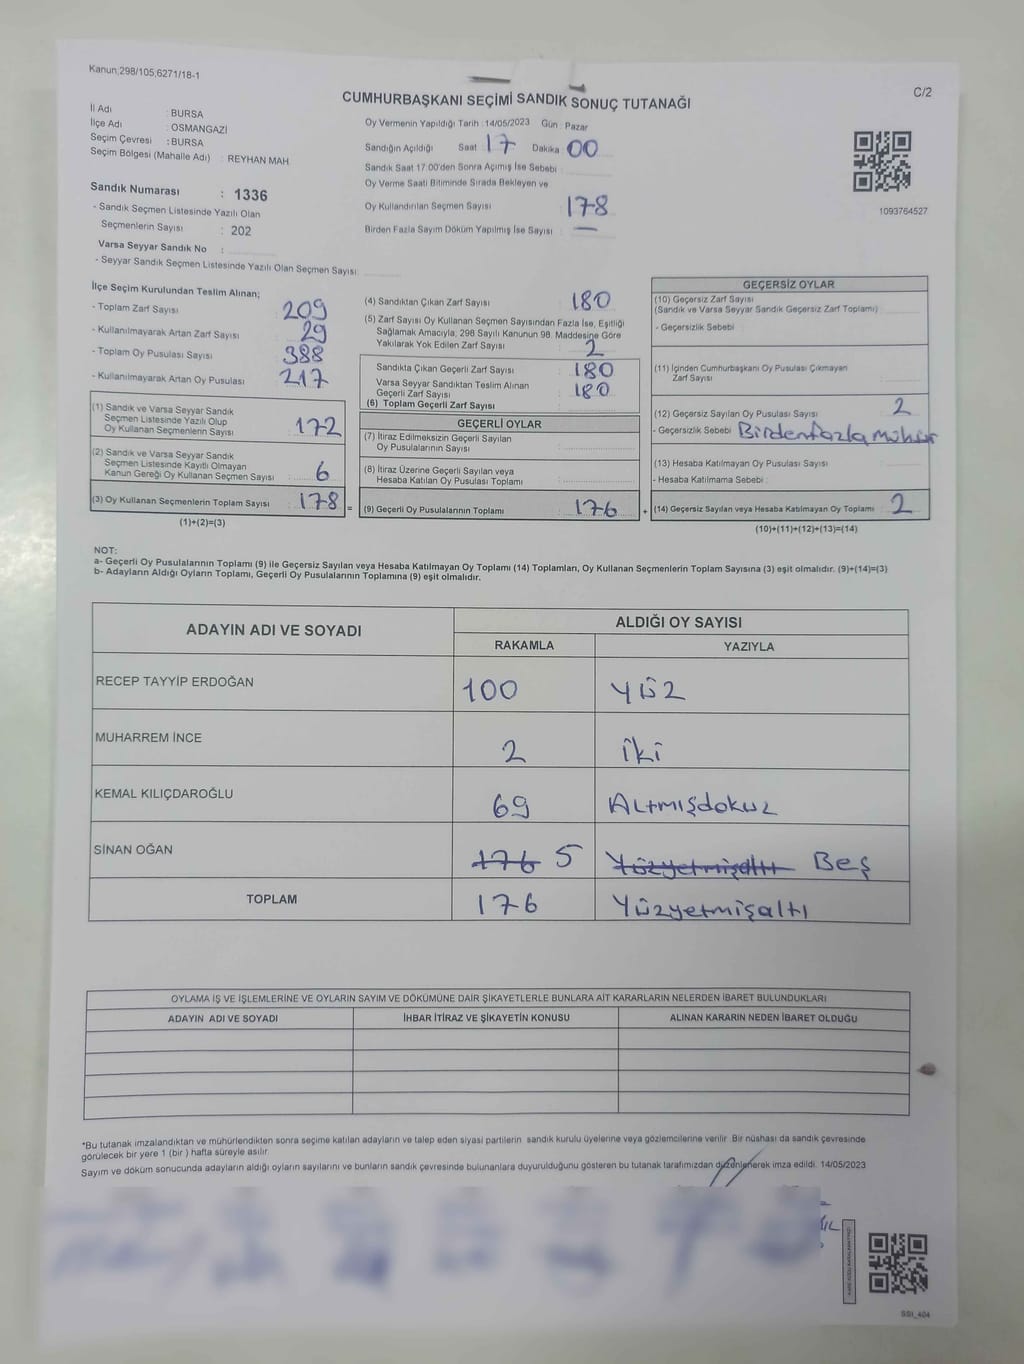 Kanun;298/105,6271/18-1
C/2
CUMHURBAŞKANI SEÇİMİ SANDIK SONUÇ TUTANAĞI
İl Adı : BURSA
İlçe Adı : OSMANGAZİ
Seçim Çevresi : BURSA
Seçim Bölgesi (Mahalle Adı) : REYHAN MAH.
Oy Vermenin Yapıldığı Tarih : 14/05/2023 Gün : Pazar
Sandığın Açıldığı Saat : 17 Dakika : 00
Sandık Saat 17:00'den Sonra Açımış İse Sebebi :
Oy Verme Saati Bitiminde Sırada Bekleyen ve
Oy Kullandırılan Seçmen Sayısı 178
Birden Fazla Sayım Döküm Yapılmış İse Sayısı : —
1093764527
Sandık Numarası : 1336
- Sandık Seçmen Listesinde Yazılı Olan
Seçmenlerin Sayısı : 202
Varsa Seyyar Sandık No :
- Seyyar Sandık Seçmen Listesinde Yazılı Olan Seçmen Sayısı:
İlçe Seçim Kurulundan Teslim Alınan;
- Toplam Zarf Sayısı : 209
- Kullanılmayarak Artan Zarf Sayısı : 29
- Toplam Oy Pusulası Sayısı : 388
- Kullanılmayarak Artan Oy Pusulası : 217
(1) Sandık ve Varsa Seyyar Sandık
Seçmen Listesinde Yazılı Olup
Oy Kullanan Seçmenlerin Sayısı : 172
(2) Sandık ve Varsa Seyyar Sandık
Seçmen Listesinde Kayıtlı Olmayan
Kanun Gereği Oy Kullanan Seçmen Sayısı : 6
(3) Oy Kullanan Seçmenlerin Toplam Sayısı : 178
(1)+(2)=(3)
(4) Sandıktan Çıkan Zarf Sayısı : 180
(5) Zarf Sayısı Oy Kullanan Seçmen Sayısından Fazla İse, Eşitliği
Sağlamak Amacıyla; 298 Sayılı Kanunun 98. Maddesine Göre
Yakılarak Yok Edilen Zarf Sayısı : 2
Sandıkta Çıkan Geçerli Zarf Sayısı : 180
Varsa Seyyar Sandıktan Teslim Alınan
Geçerli Zarf Sayısı : 180
(6) Toplam Geçerli Zarf Sayısı :
GEÇERLİ OYLAR
(7) İtiraz Edilmeksizin Geçerli Sayılan
Oy Pusulasının Sayısı :
(8) İtiraz Üzerine Geçerli Sayılan veya
Hesaba Katılan Oy Pusulası Toplamı :
= (9) Geçerli Oy Pusulalarının Toplamı : 176
GEÇERSİZ OYLAR
(10) Geçersiz Zarf Sayısı
(Sandık ve Varsa Seyyar Sandık Geçersiz Zarf Toplamı) :
- Geçersizlik Sebebi :
(11) İçinden Cumhurbaşkanı Oy Pusulası Çıkmayan
Zarf Sayısı :
(12) Geçersiz Sayılan Oy Pusulası Sayısı : 2
- Geçersizlik Sebebi : Birdenfazla mühür
(13) Hesaba Katılmayan Oy Pusulası Sayısı :
- Hesaba Katılmama Sebebi :
+ (14) Geçersiz Sayılan veya Hesaba Katılmayan Oy Toplamı : 2
(10)+(11)+(12)+(13)=(14)
NOT:
a- Geçerli Oy Pusulalarının Toplamı (9) ile Geçersiz Sayılan veya Hesaba Katılmayan Oy Toplamı (14) Toplamları, Oy Kullanan Seçmenlerin Toplam Sayısına (3) eşit olmalıdır. (9)+(14)=(3)
b- Adayların Aldığı Oyların Toplamı, Geçerli Oy Pusulalarının Toplamına (9) eşit olmalıdır.
ADAYIN ADI VE SOYADI ALDIĞI OY SAYISI
RAKAMLA YAZIYLA
RECEP TAYYİP ERDOĞAN 100 Yüz
MUHARREM İNCE 2 iki
KEMAL KILIÇDAROĞLU 69 Altmışdokuz
SİNAN OĞAN 176 5 Yüzyetmişaltı Beş
TOPLAM 176 Yüzyetmişaltı
OYLAMA İŞ VE İŞLEMLERİNE VE OYLARIN SAYIM VE DÖKÜMÜNE DAİR ŞİKAYETLERLE BUNLARA AİT KARARLARIN NELERDEN İBARET BULUNDUKLARI
ADAYIN ADI VE SOYADI İHBAR İTİRAZ VE ŞİKAYETİN KONUSU ALINAN KARARIN NEDEN İBARET OLDUĞU
*Bu tutanak imzalandıktan ve mühürlendikten sonra seçime katılan adayların ve talep eden siyasi partilerin sandık kurulu üyelerine veya gözlemcilerine verilir. Bir nüshası da sandık çevresinde
görülecek bir yere 1 (bir ) hafta süreyle asılır.
Sayım ve döküm sonucunda adayların aldığı oyların sayılarını ve bunların sandık çevresinde bulunanlara duyurulduğunu gösteren bu tutanak tarafımızdan düzenlenerek imza edildi. 14/05/2023
SSİ_404